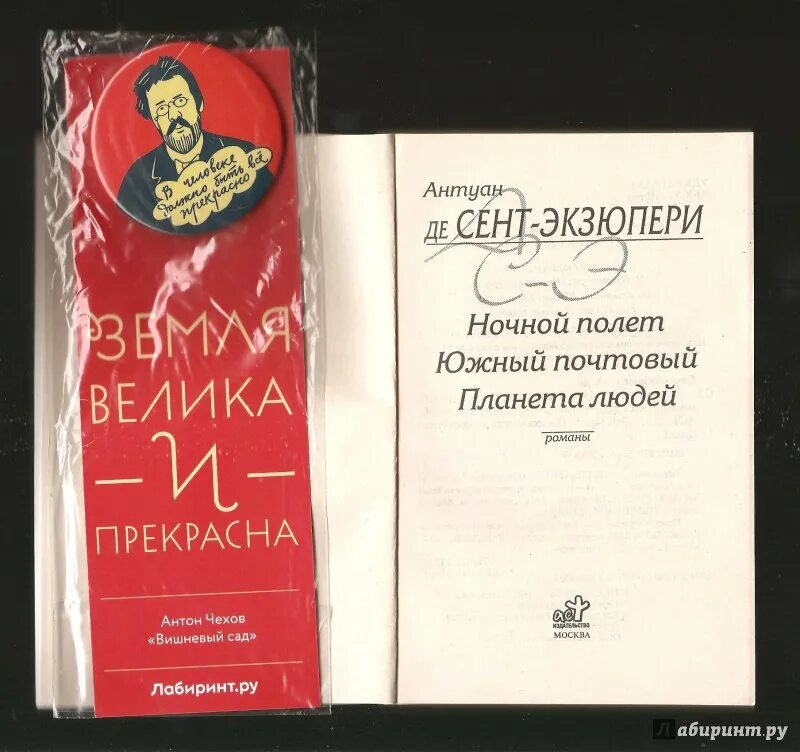 В человеке
должно быть всё
прекрасно
ЗЕМЛЯ
ВЕЛИКА
И
ПРЕКРАСНА
Антон Чехов
«Вишневый сад»
Лабиринт.ру
Антуан
ДЕ СЕНТ-ЭКЗЮПЕРИ
С-Э
Ночной полет
Южный почтовый
Планета людей
романы
аст
ИЗДАТЕЛЬСТВО
МОСКВА
Лабиринт.ру